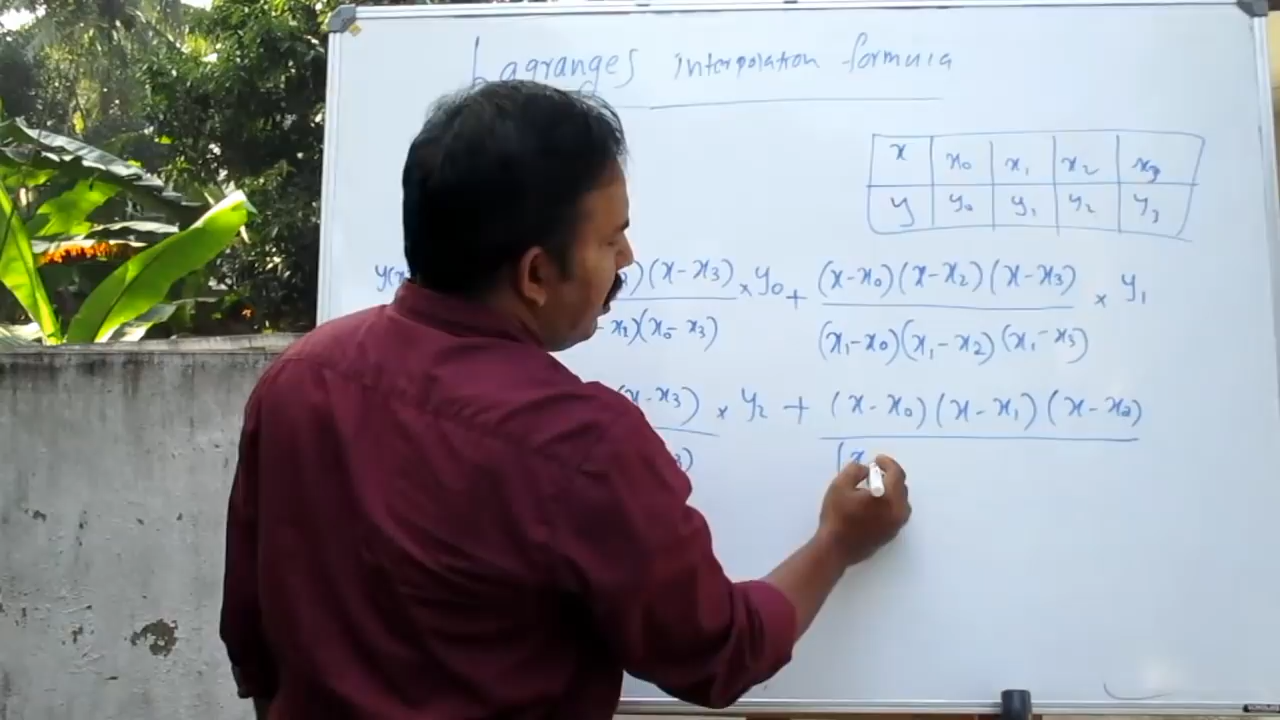 Lagranges interpolation formula
x x₀ x₁ x₂ x₃
y y₀ y₁ y₂ y₃
y(x )(x-x₃) × y₀ + (x-x₀)(x-x₂)(x-x₃) × y₁
- x₂)(x₀-x₃) (x₁-x₀)(x₁-x₂)(x₁-x₃)
(x-x₃) × y₂ + (x-x₀)(x-x₁)(x-x₂)
3) (x